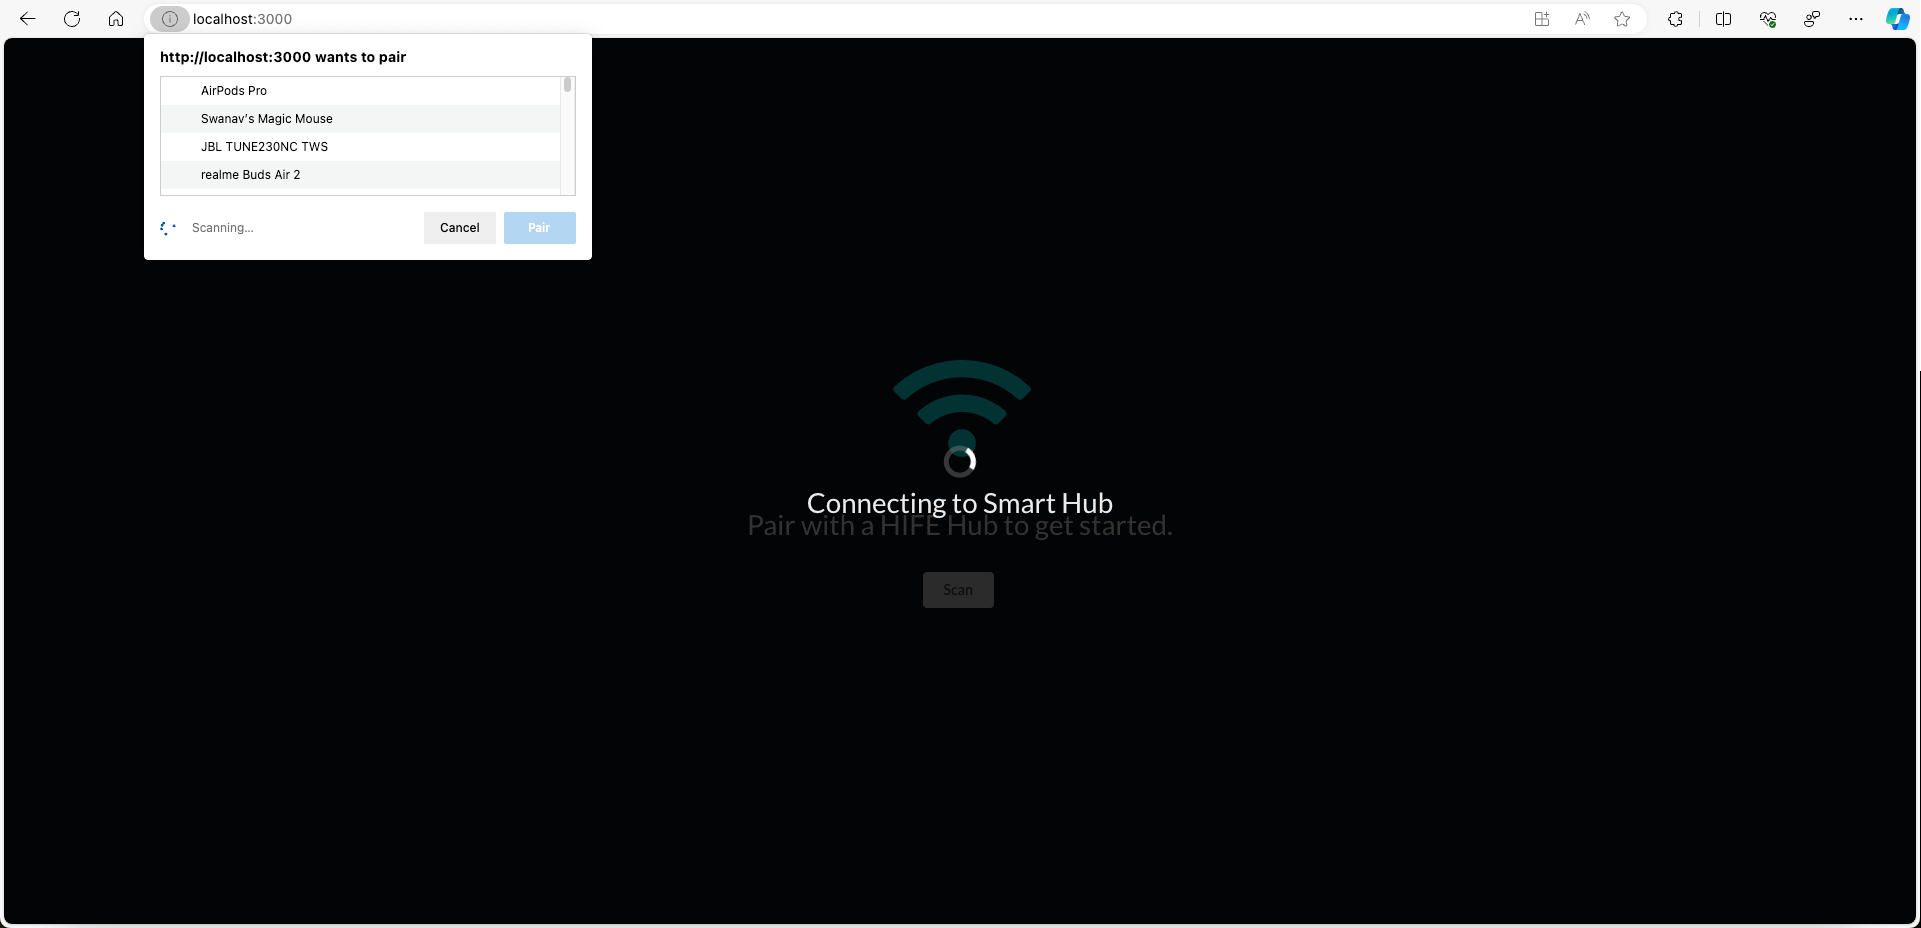 localhost:3000
http://localhost:3000 wants to pair
AirPods Pro
Swanav's Magic Mouse
JBL TUNE230NC TWS
realme Buds Air 2
Scanning...
Cancel
Pair
Connecting to Smart Hub
Pair with a HIFE Hub to get started.
Scan